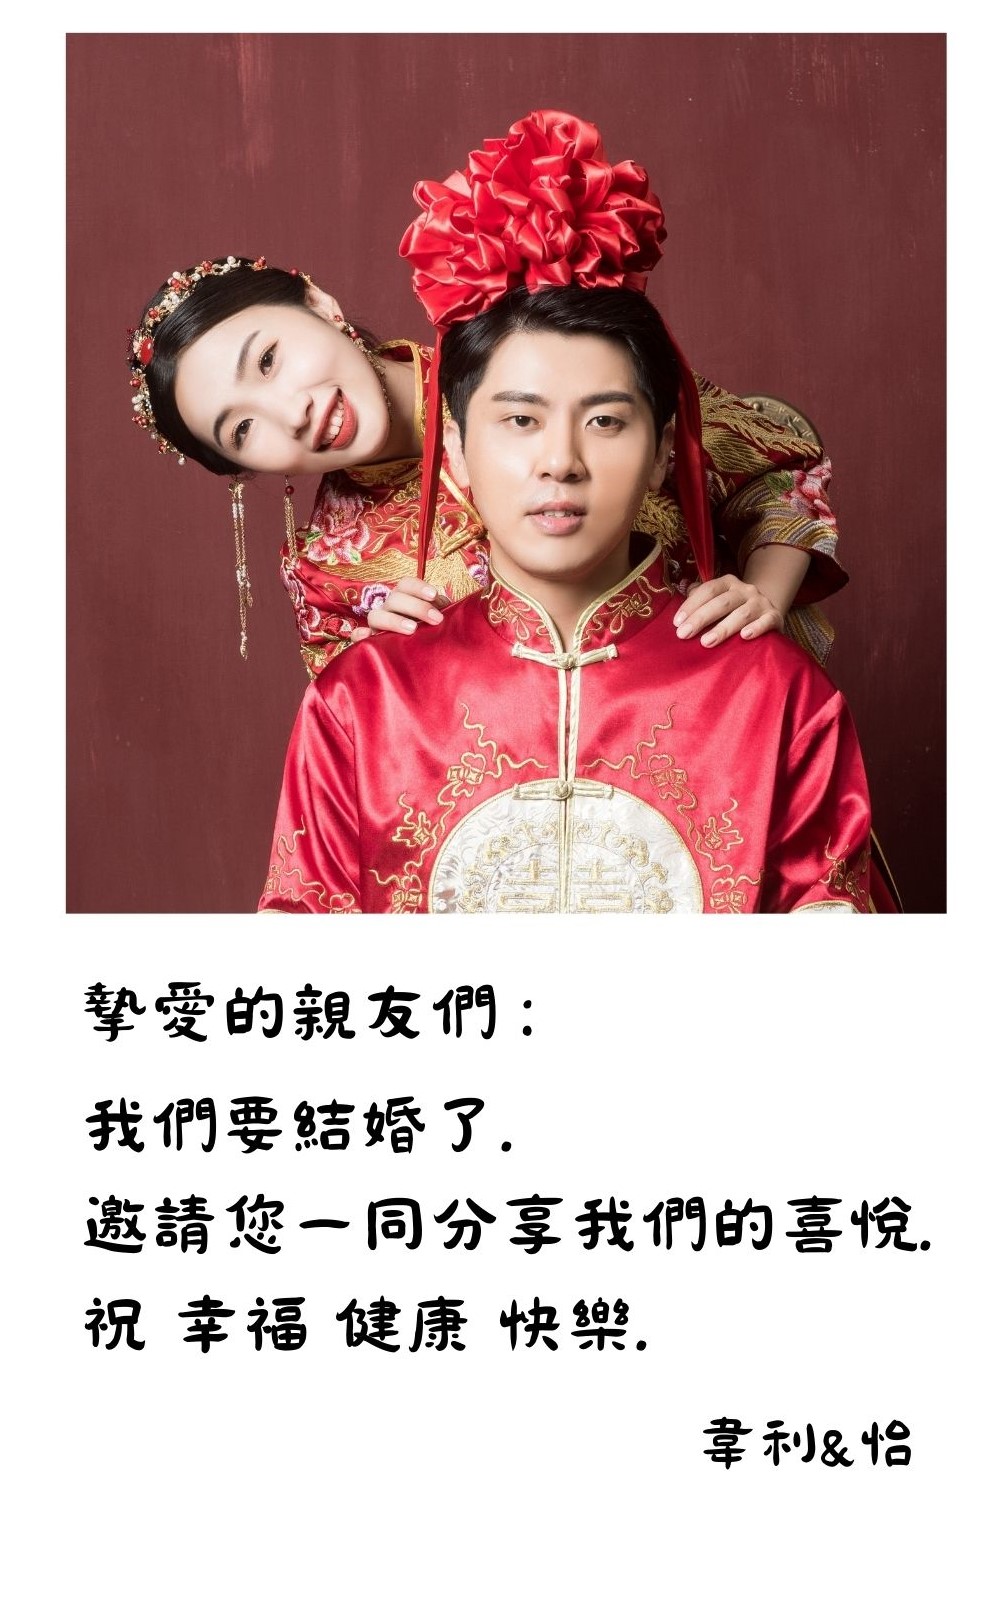 摯愛的親友們：
我們要結婚了.
邀請您一同分享我們的喜悅.
祝 幸福 健康 快樂.
韋利&怡